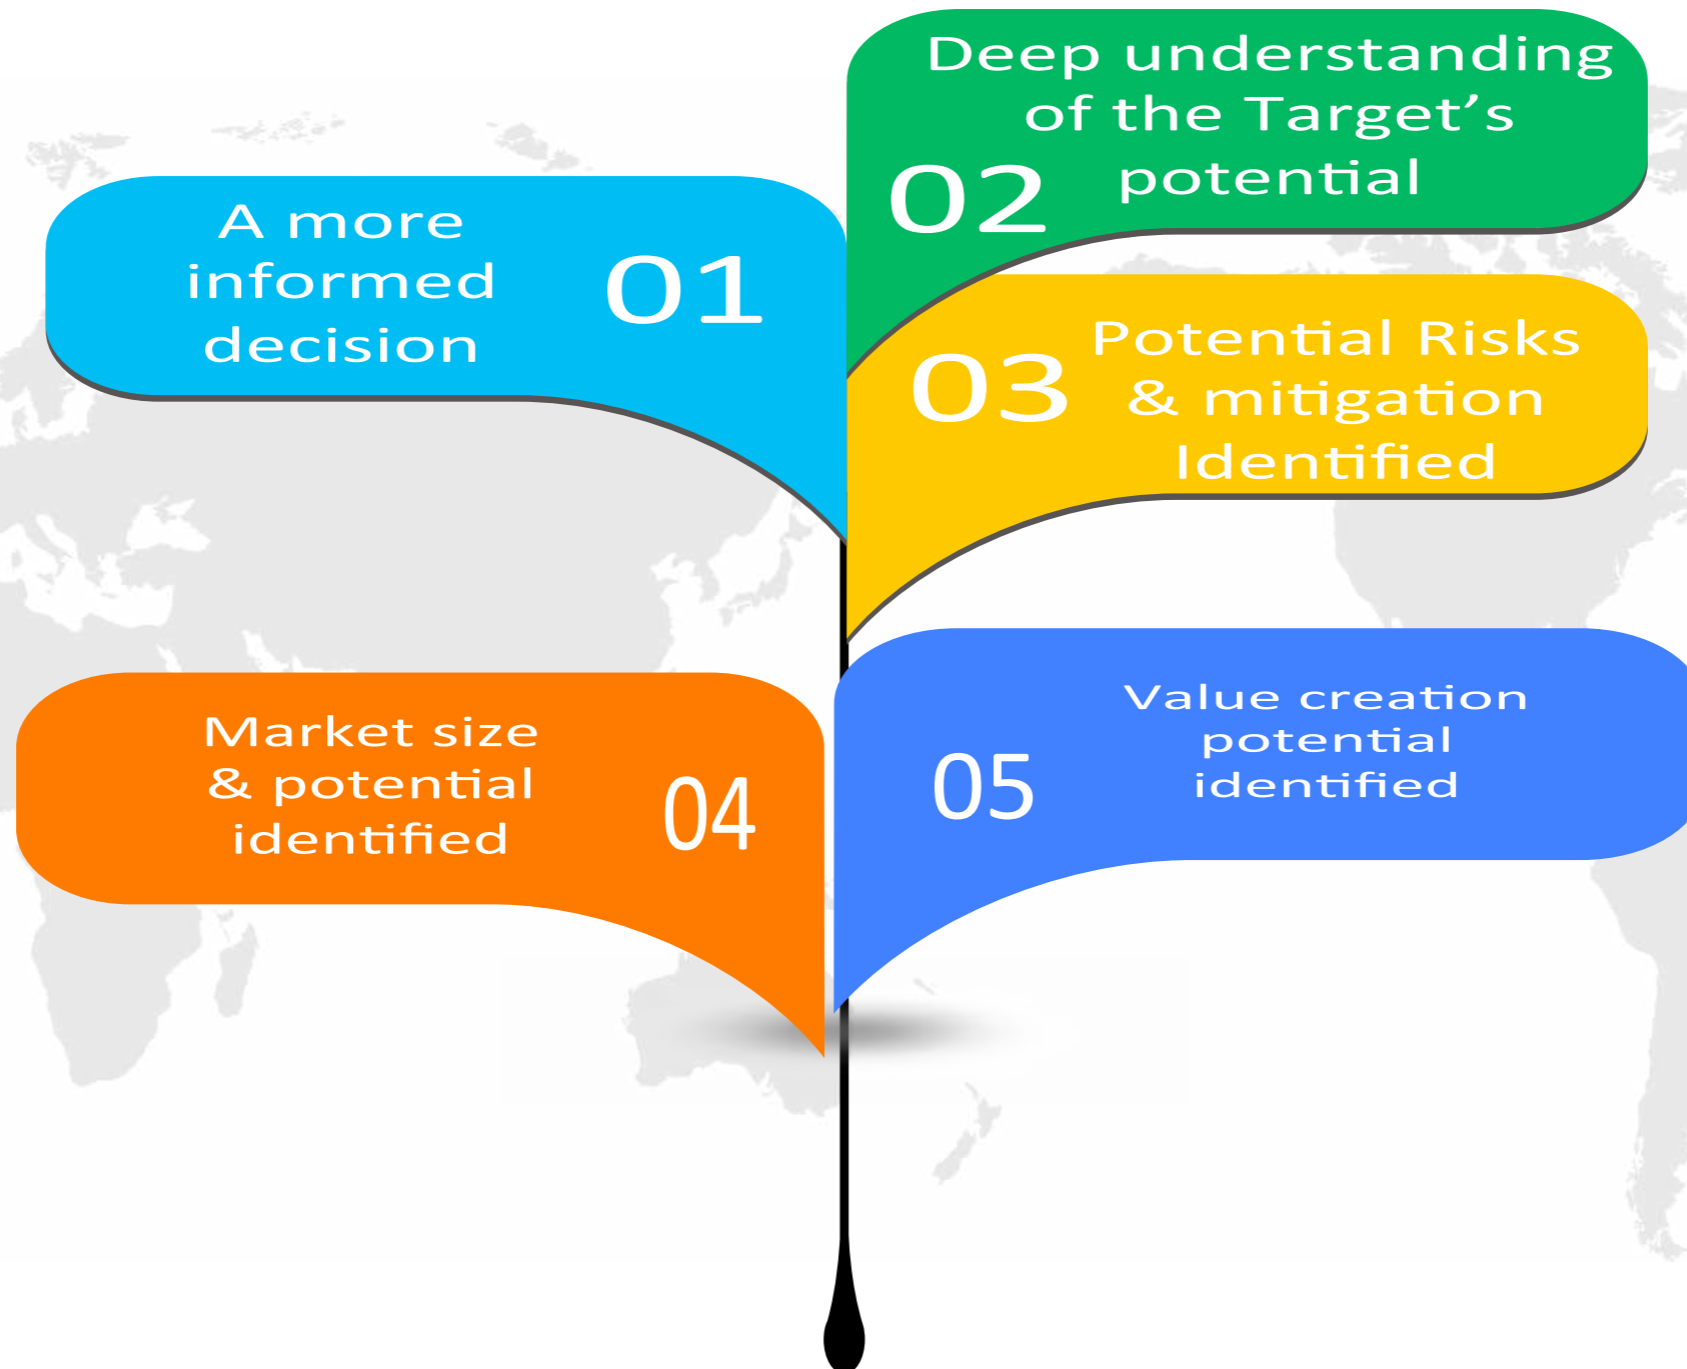 A more
informed
decision
01
Deep understanding
of the Target’s
potential
02
03
Potential Risks
& mitigation
Identified
Market size
& potential
identified
04
05
Value creation
potential
identified